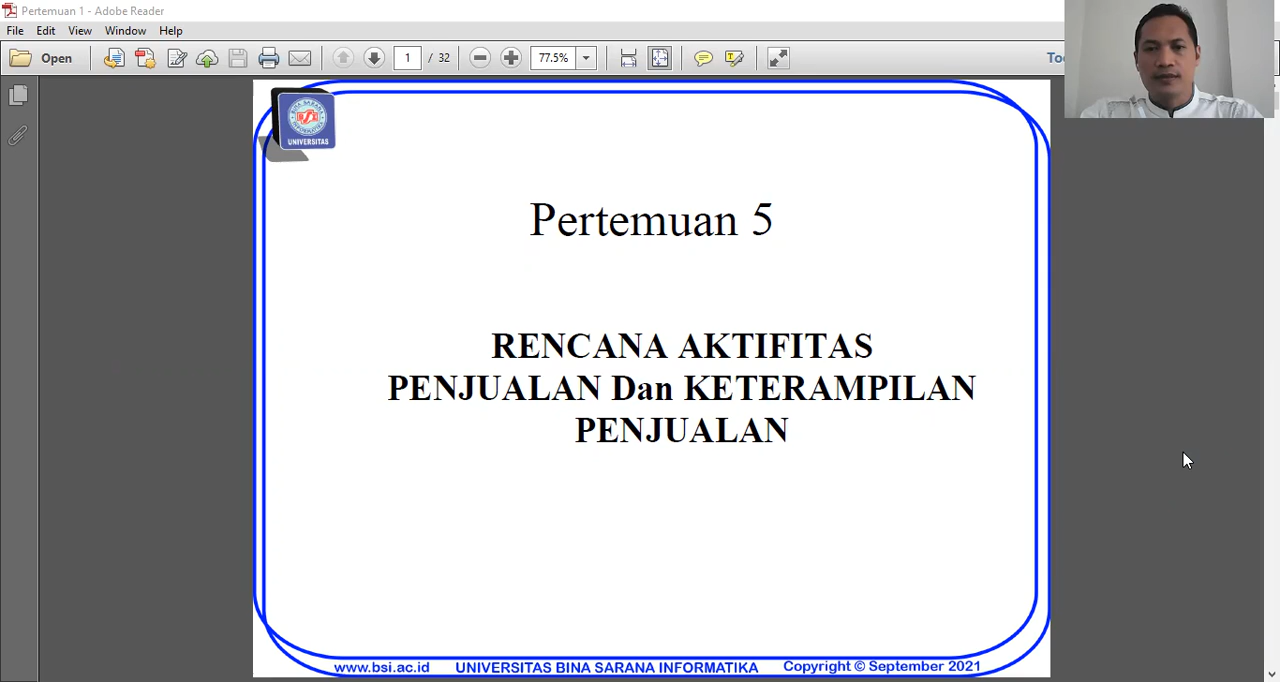 Pertemuan 1 - Adobe Reader
File Edit View Window Help
Open 1 / 32 77.5%
UNIVERSITAS
Pertemuan 5
RENCANA AKTIFITAS
PENJUALAN Dan KETERAMPILAN
PENJUALAN
www.bsi.ac.id UNIVERSITAS BINA SARANA INFORMATIKA Copyright © September 2021